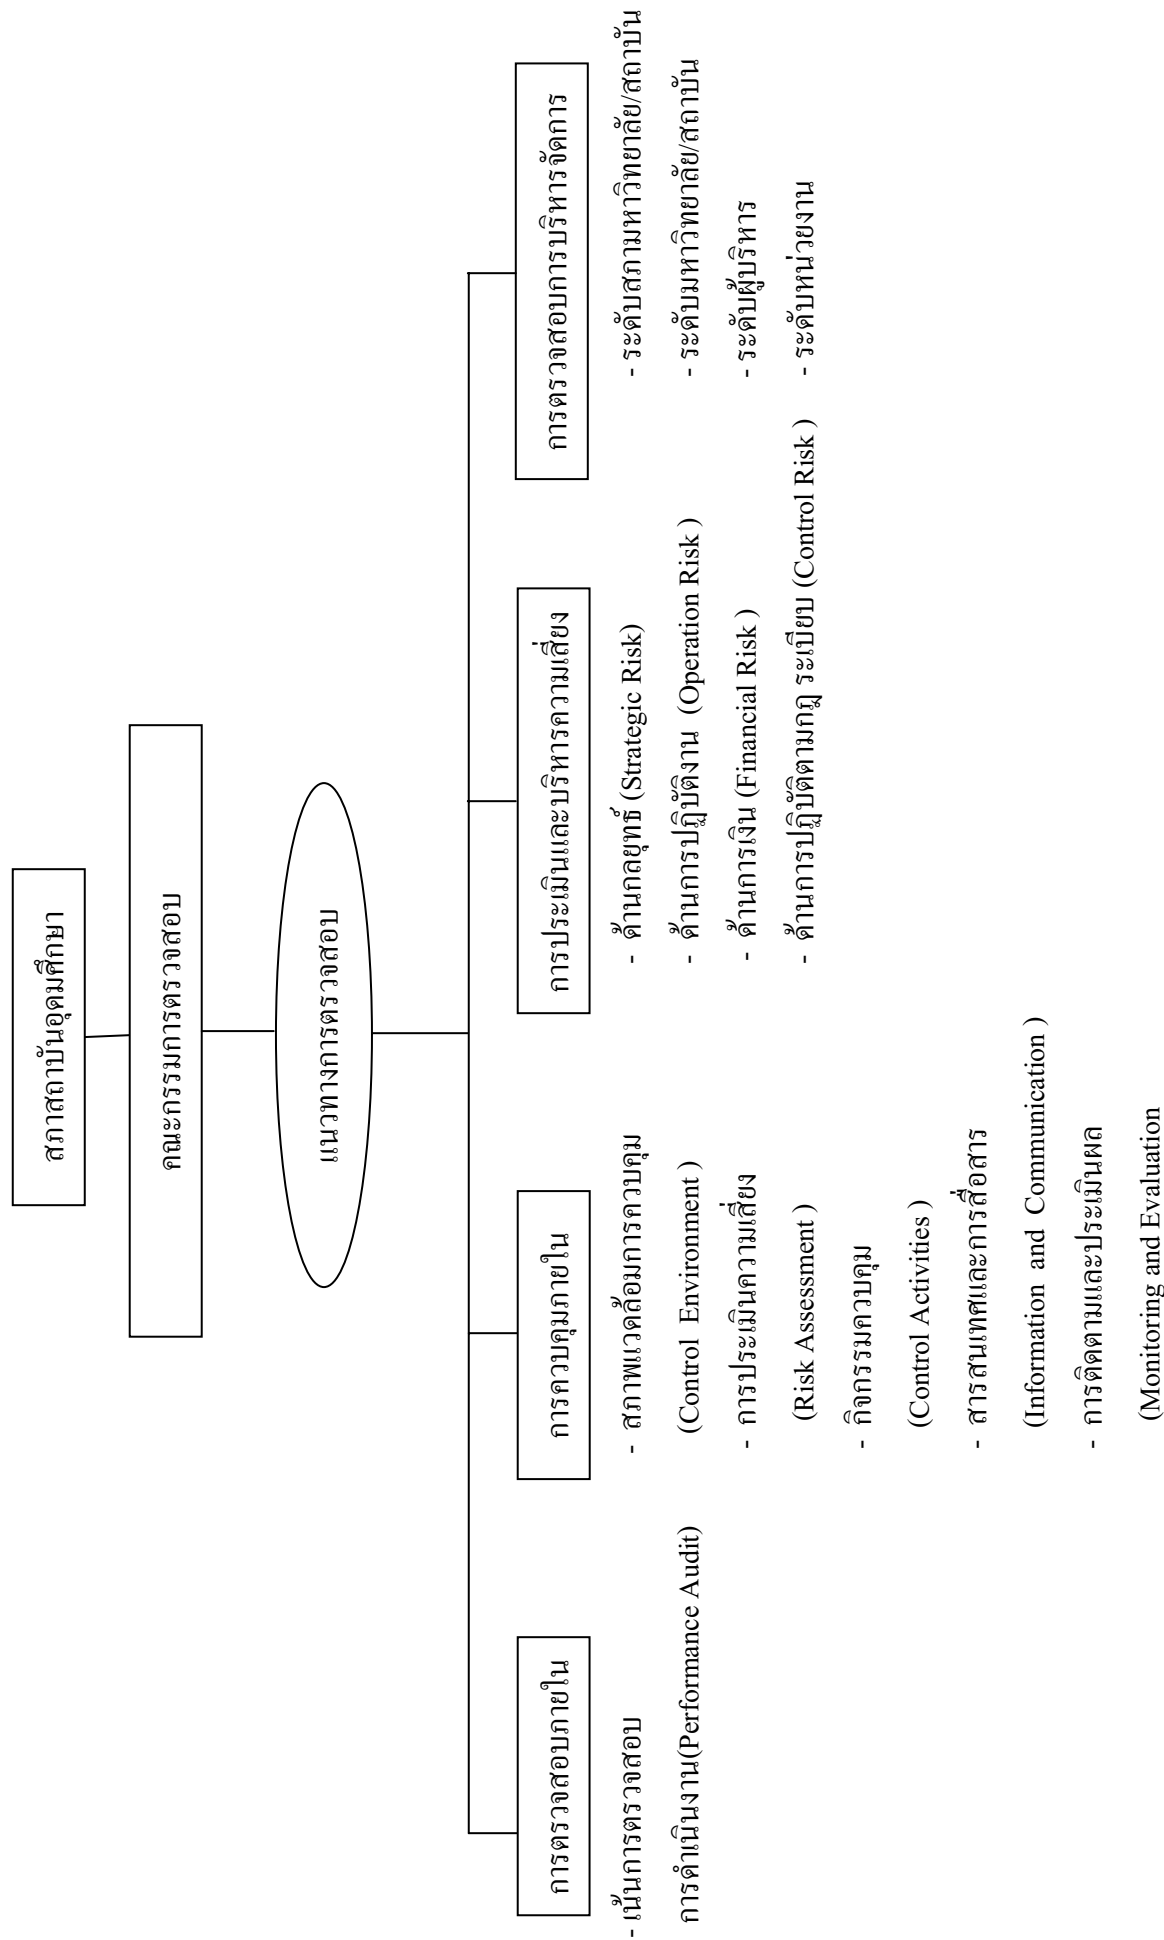 สภาสถาบันอุดมศึกษา
คณะกรรมการตรวจสอบ
แนวทางการตรวจสอบ
การตรวจสอบภายใน
- เน้นการตรวจสอบ
การดำเนินงาน(Performance Audit)
การควบคุมภายใน
- สภาพแวดล้อมการควบคุม
(Control Environment )
- การประเมินความเสี่ยง
(Risk Assessment )
- กิจกรรมควบคุม
(Control Activities )
- สารสนเทศและการสื่อสาร
(Information and Communication )
- การติดตามและประเมินผล
(Monitoring and Evaluation
การประเมินและบริหารความเสี่ยง
- ด้านกลยุทธ์ (Strategic Risk)
- ด้านการปฏิบัติงาน (Operation Risk )
- ด้านการเงิน (Financial Risk )
- ด้านการปฏิบัติตามกฎ ระเบียบ (Control Risk )
การตรวจสอบการบริหารจัดการ
- ระดับสภามหาวิทยาลัย/สถาบัน
- ระดับมหาวิทยาลัย/สถาบัน
- ระดับผู้บริหาร
- ระดับหน่วยงาน